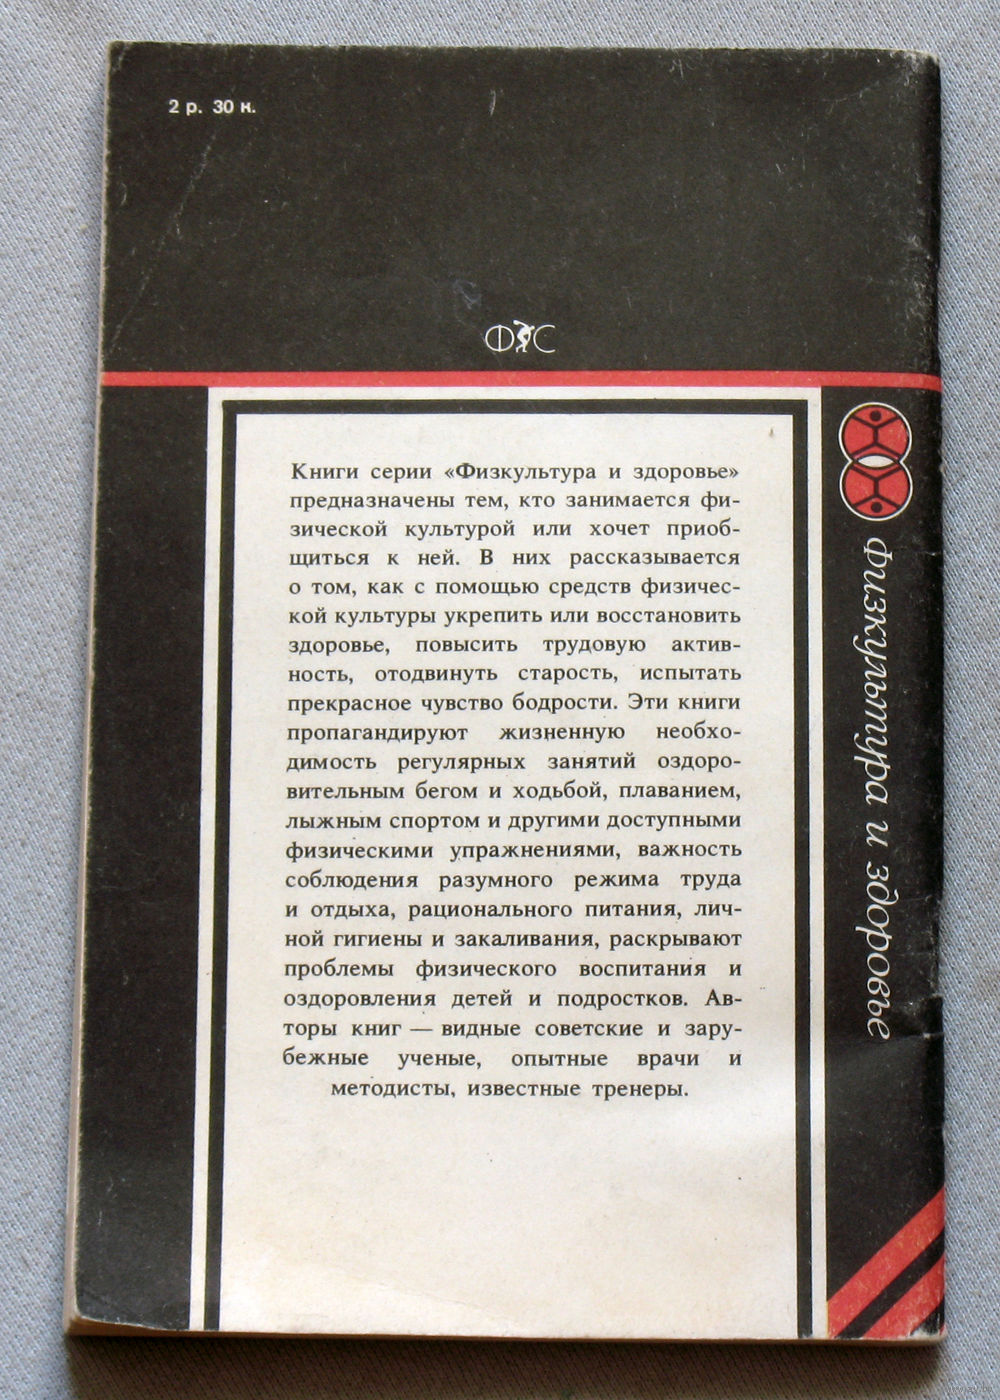 2 р. 30 к.
ФиС
Книги серии «Физкультура и здоровье»
предназначены тем, кто занимается фи-
зической культурой или хочет приоб-
щиться к ней. В них рассказывается
о том, как с помощью средств физичес-
кой культуры укрепить или восстановить
здоровье, повысить трудовую актив-
ность, отодвинуть старость, испытать
прекрасное чувство бодрости. Эти книги
пропагандируют жизненную необхо-
димость регулярных занятий оздоро-
вительным бегом и ходьбой, плаванием,
лыжным спортом и другими доступными
физическими упражнениями, важность
соблюдения разумного режима труда
и отдыха, рационального питания, лич-
ной гигиены и закаливания, раскрывают
проблемы физического воспитания и
оздоровления детей и подростков. Ав-
торы книг — видные советские и зару-
бежные ученые, опытные врачи и
методисты, известные тренеры.
физкультура и здоровье